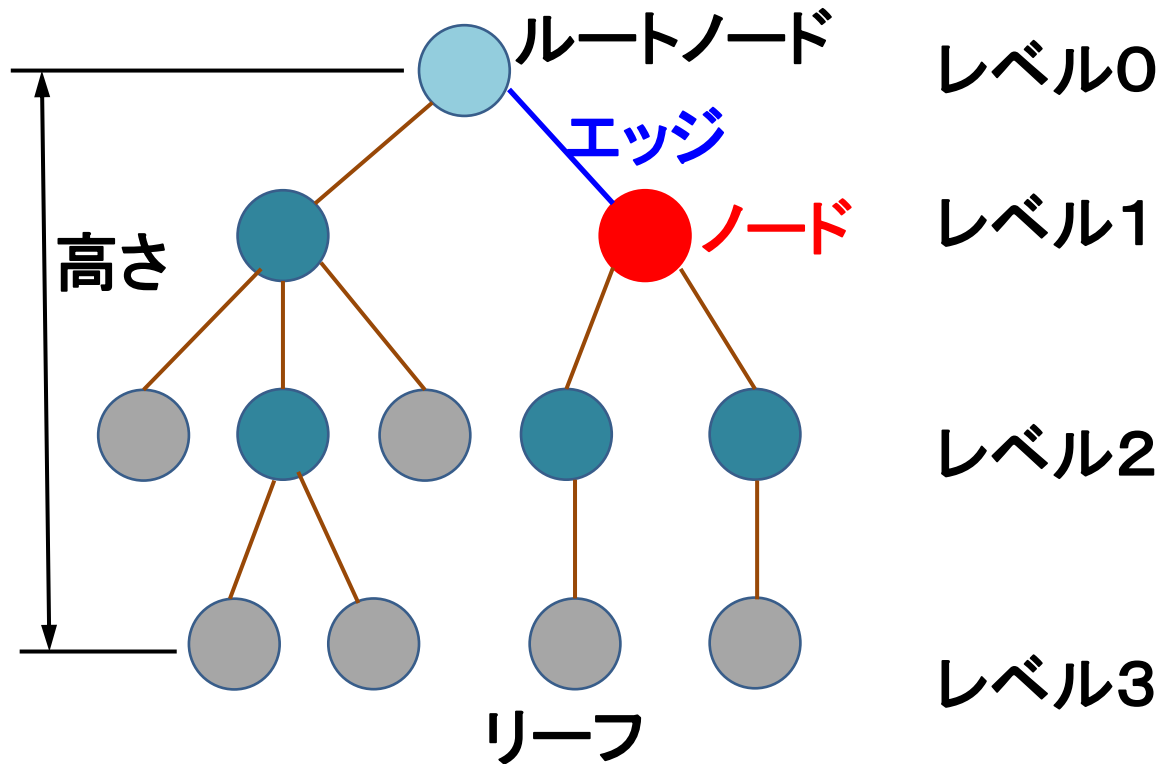 ルートノード
レベル０
エッジ
ノード
レベル１
高さ
レベル２
レベル３
リーフ